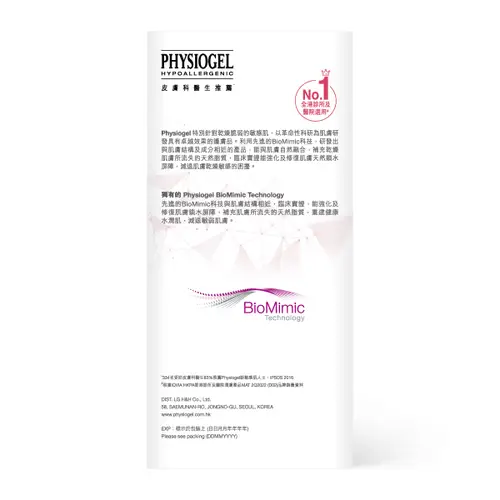 PHYSIOGEL
HYPOALLERGENIC
皮膚科醫生推薦
No.1
全港診所及
醫院選用#
Physiogel 特別針對乾燥脆弱的敏感肌,以革命性科研為肌膚研
發具有卓越效果的護膚品。利用先進的BioMimic科技,研發出
與肌膚結構及成分相近的產品,能與肌膚自然融合,補充乾燥
肌膚所流失的天然脂質,臨床實證能強化及修復肌膚天然鎖水
屏障,減退肌膚乾燥敏感的困擾。
獨有的 Physiogel BioMimic Technology
先進的BioMimic科技與肌膚結構相近,臨床實證,能強化及
修復肌膚鎖水屏障,補充肌膚所流失的天然脂質,重建健康
水潤肌,減返敏弱肌膚。
BioMimic
Technology
DIST. LG H&H Co., Ltd.
58, SAEMUNAN-RO, JONGNO-GU, SEOUL, KOREA
www.physiogel.com.hk
EXP:標示於包裝上 (日日月月年年年年)
Please see packing (DDMMYYYY)